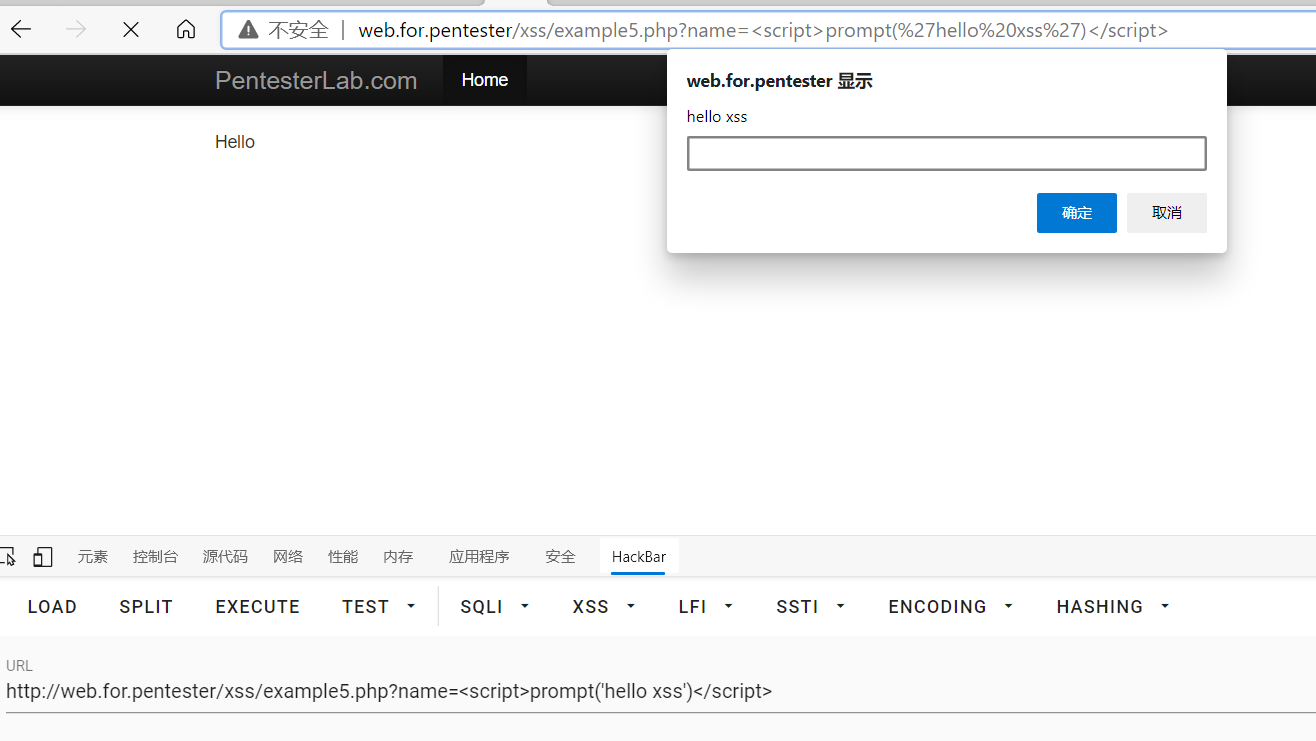 不安全 | web.for.pentester/xss/example5.php?name=<script>prompt(%27hello%20xss%27)</script>
PentesterLab.com Home
web.for.pentester 显示
hello xss
Hello
确定 取消
元素 控制台 源代码 网络 性能 内存 应用程序 安全 HackBar
LOAD SPLIT EXECUTE TEST SQLI XSS LFI SSTI ENCODING HASHING
URL
http://web.for.pentester/xss/example5.php?name=<script>prompt('hello xss')</script>